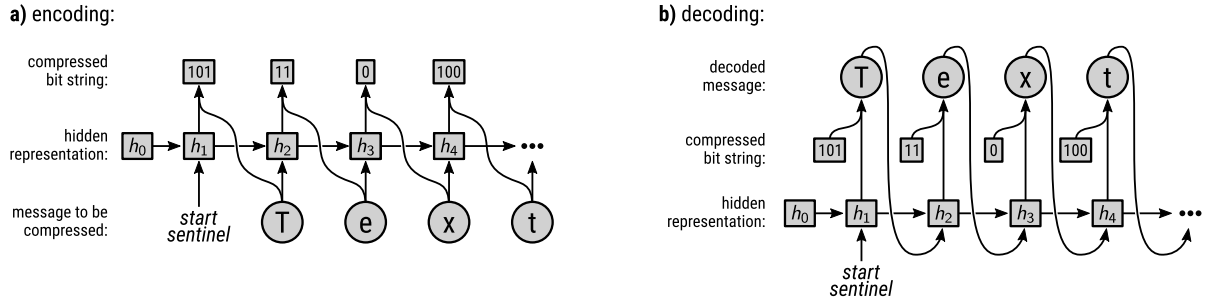 a) encoding:
compressed
bit string:
101 11 0 100
hidden
representation:
h0 h1 h2 h3 h4 •••
start
sentinel
message to be
compressed:
T e x t
b) decoding:
decoded
message:
T e x t
compressed
bit string:
101 11 0 100
hidden
representation:
h0 h1 h2 h3 h4 •••
start
sentinel